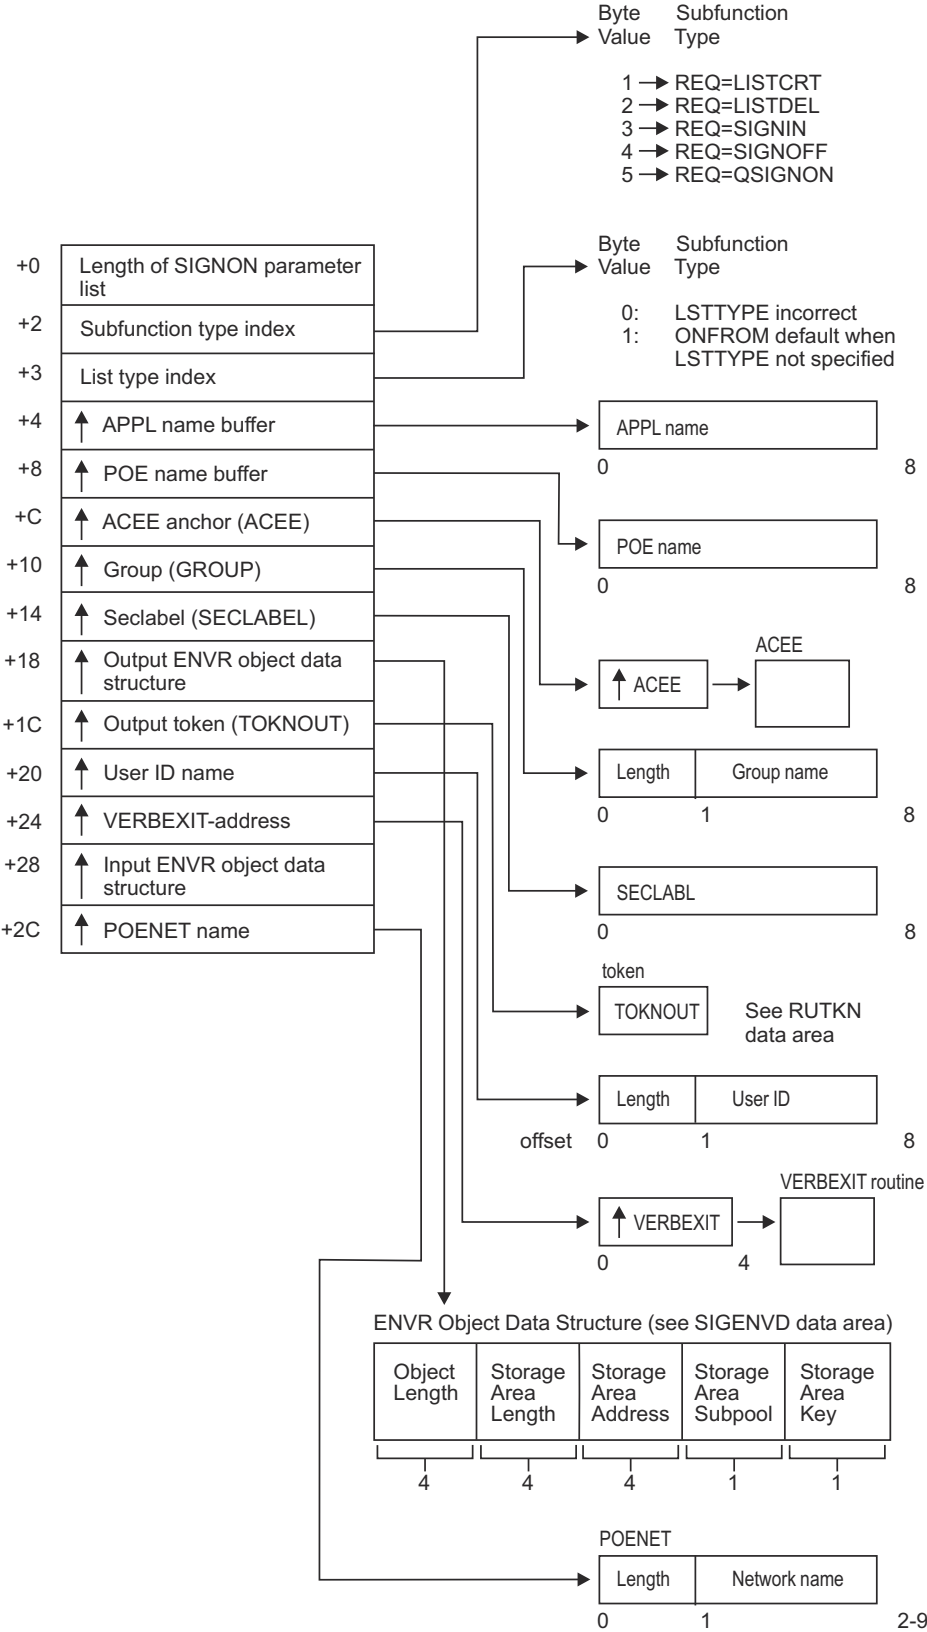 Byte Subfunction
Value Type
1 REQ=LISTCRT
2 REQ=LISTDEL
3 REQ=SIGNIN
4 REQ=SIGNOFF
5 REQ=QSIGNON
Byte Subfunction
Value Type
0: LSTTYPE incorrect
1: ONFROM default when
LSTTYPE not specified
+0 Length of SIGNON parameter
list
+2 Subfunction type index
+3 List type index
+4 APPL name buffer
+8 POE name buffer
+C ACEE anchor (ACEE)
+10 Group (GROUP)
+14 Seclabel (SECLABEL)
+18 Output ENVR object data
structure
+1C Output token (TOKNOUT)
+20 User ID name
+24 VERBEXIT-address
+28 Input ENVR object data
structure
+2C POENET name
APPL name
0 8
POE name
0 8
ACEE
ACEE
Length Group name
0 1 8
SECLABL
0 8
token
TOKNOUT
See RUTKN
data area
Length User ID
offset 0 1 8
VERBEXIT routine
VERBEXIT
0 4
ENVR Object Data Structure (see SIGENVD data area)
Object
Length
Storage
Area
Length
Storage
Area
Address
Storage
Area
Subpool
Storage
Area
Key
4 4 4 1 1
POENET
Length Network name
0 1 2-9